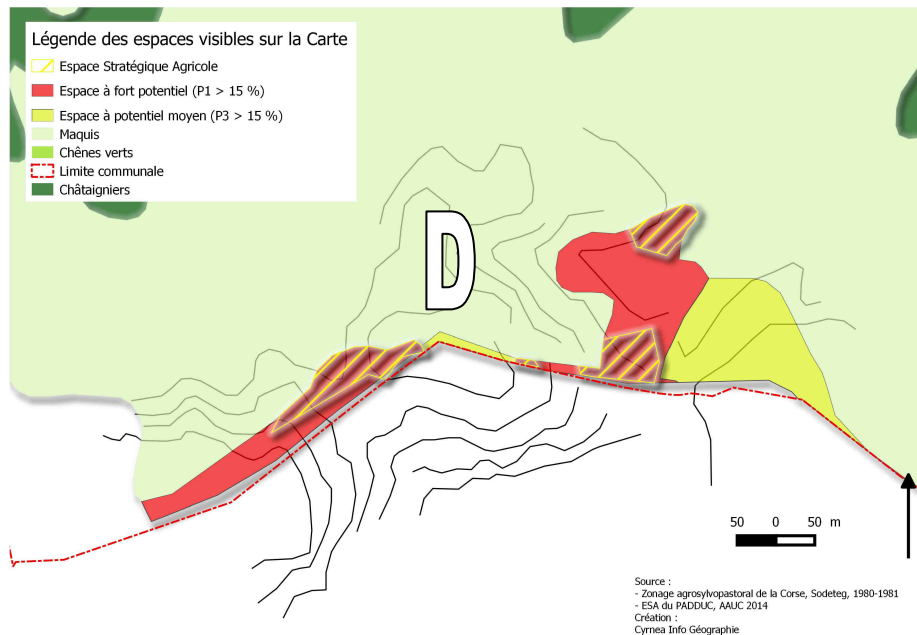 Légende des espaces visibles sur la Carte
Espace Stratégique Agricole
Espace à fort potentiel (P1 > 15 %)
Espace à potentiel moyen (P3 > 15 %)
Maquis
Chênes verts
Limite communale
Châtaigniers
D
50 0 50 m
Source :
- Zonage agrosylvopastoral de la Corse, Sodeteg, 1980-1981
- ESA du PADDUC, AAUC 2014
Création :
Cyrnea Info Géographie